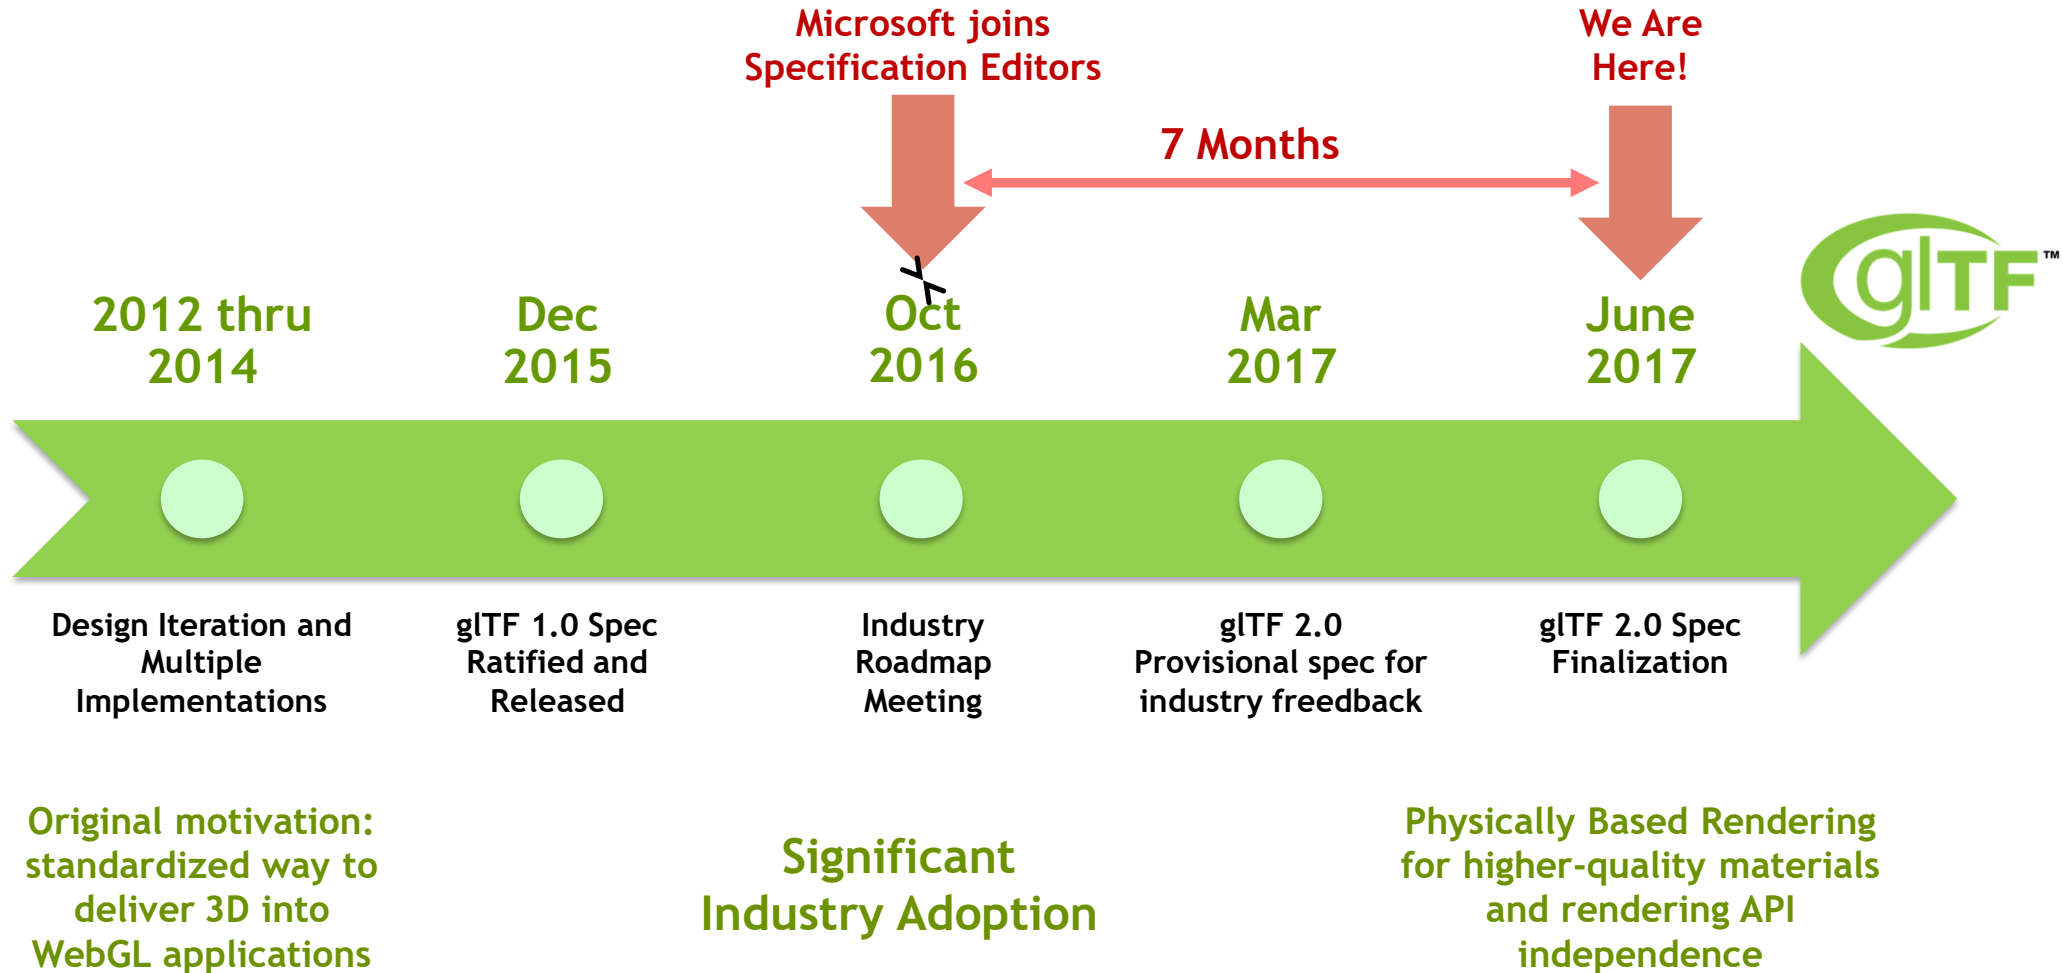 Microsoft joins
Specification Editors
We Are
Here!
7 Months
glTF™
2012 thru
2014
Dec
2015
Oct
2016
Mar
2017
June
2017
Design Iteration and
Multiple
Implementations
glTF 1.0 Spec
Ratified and
Released
Industry
Roadmap
Meeting
glTF 2.0
Provisional spec for
industry freedback
glTF 2.0 Spec
Finalization
Original motivation:
standardized way to
deliver 3D into
WebGL applications
Significant
Industry Adoption
Physically Based Rendering
for higher-quality materials
and rendering API
independence